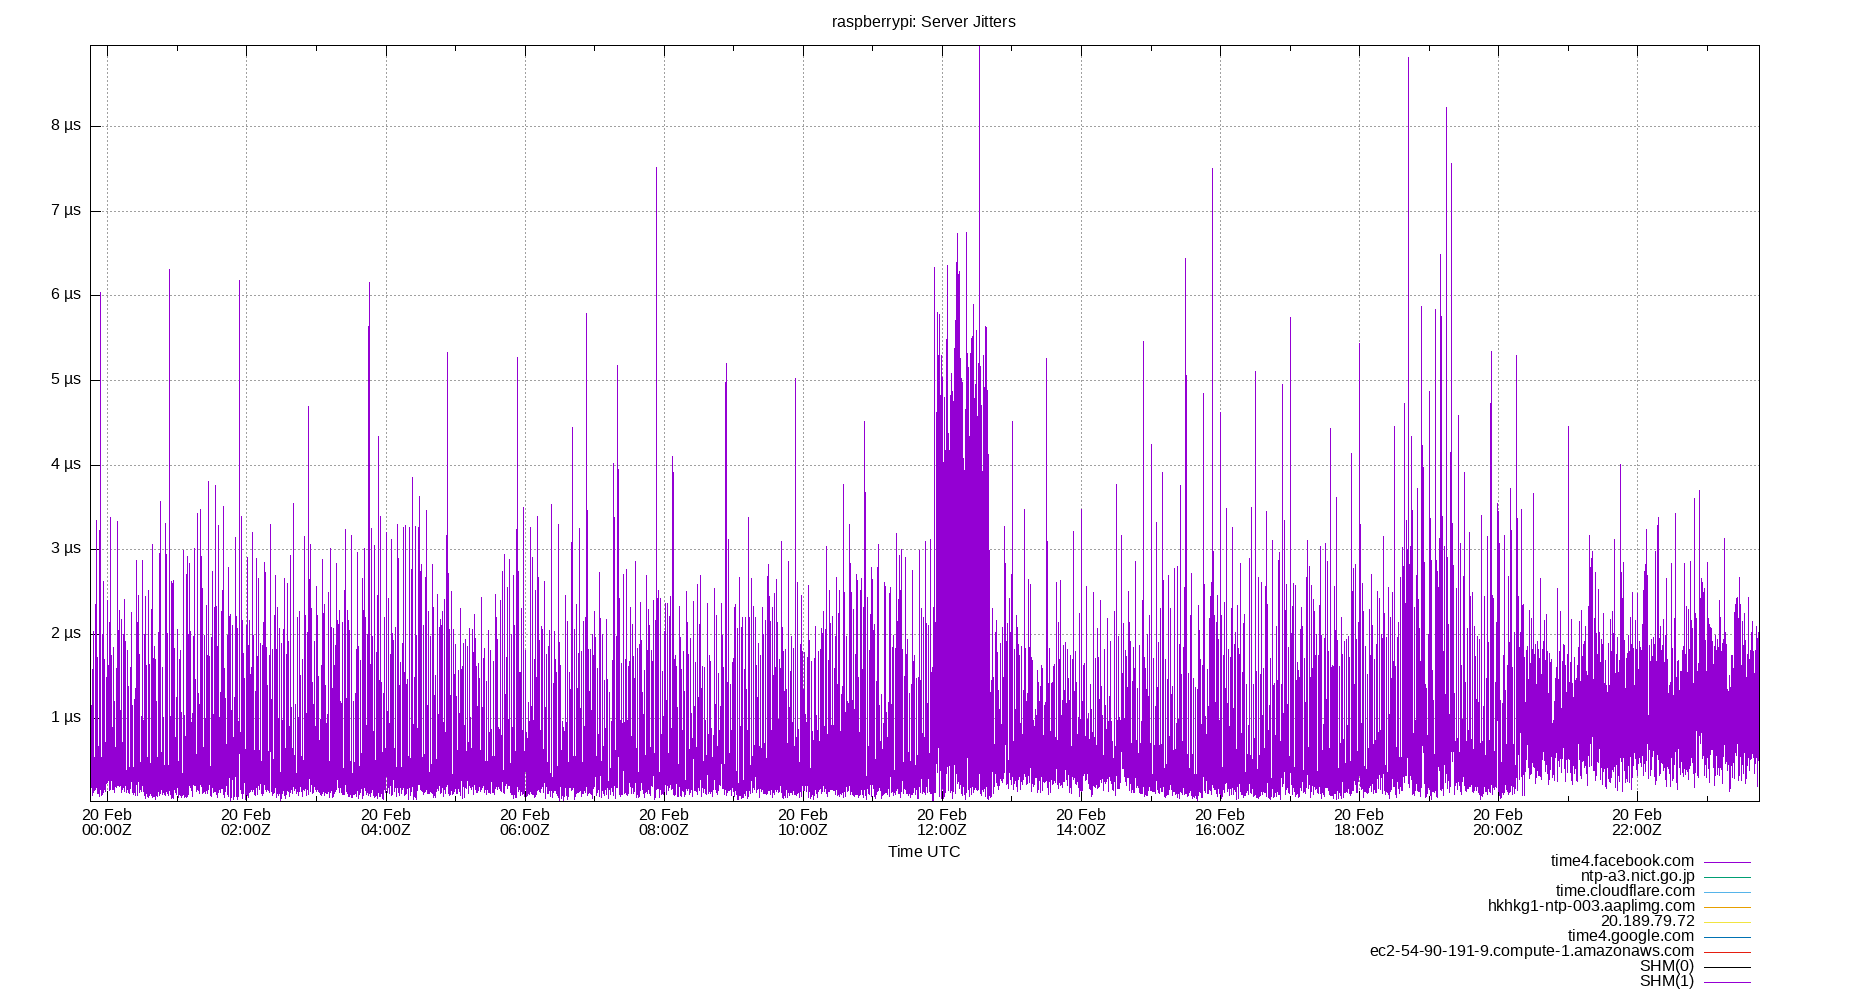 raspberrypi: Server Jitters
8 µs
7 µs
6 µs
5 µs
4 µs
3 µs
2 µs
1 µs
20 Feb 20 Feb 20 Feb 20 Feb 20 Feb 20 Feb 20 Feb 20 Feb 20 Feb 20 Feb 20 Feb 20 Feb
00:00Z 02:00Z 04:00Z 06:00Z 08:00Z 10:00Z 12:00Z 14:00Z 16:00Z 18:00Z 20:00Z 22:00Z
Time UTC
time4.facebook.com
ntp-a3.nict.go.jp
time.cloudflare.com
hkhkg1-ntp-003.aaplimg.com
20.189.79.72
time4.google.com
ec2-54-90-191-9.compute-1.amazonaws.com
SHM(0)
SHM(1)